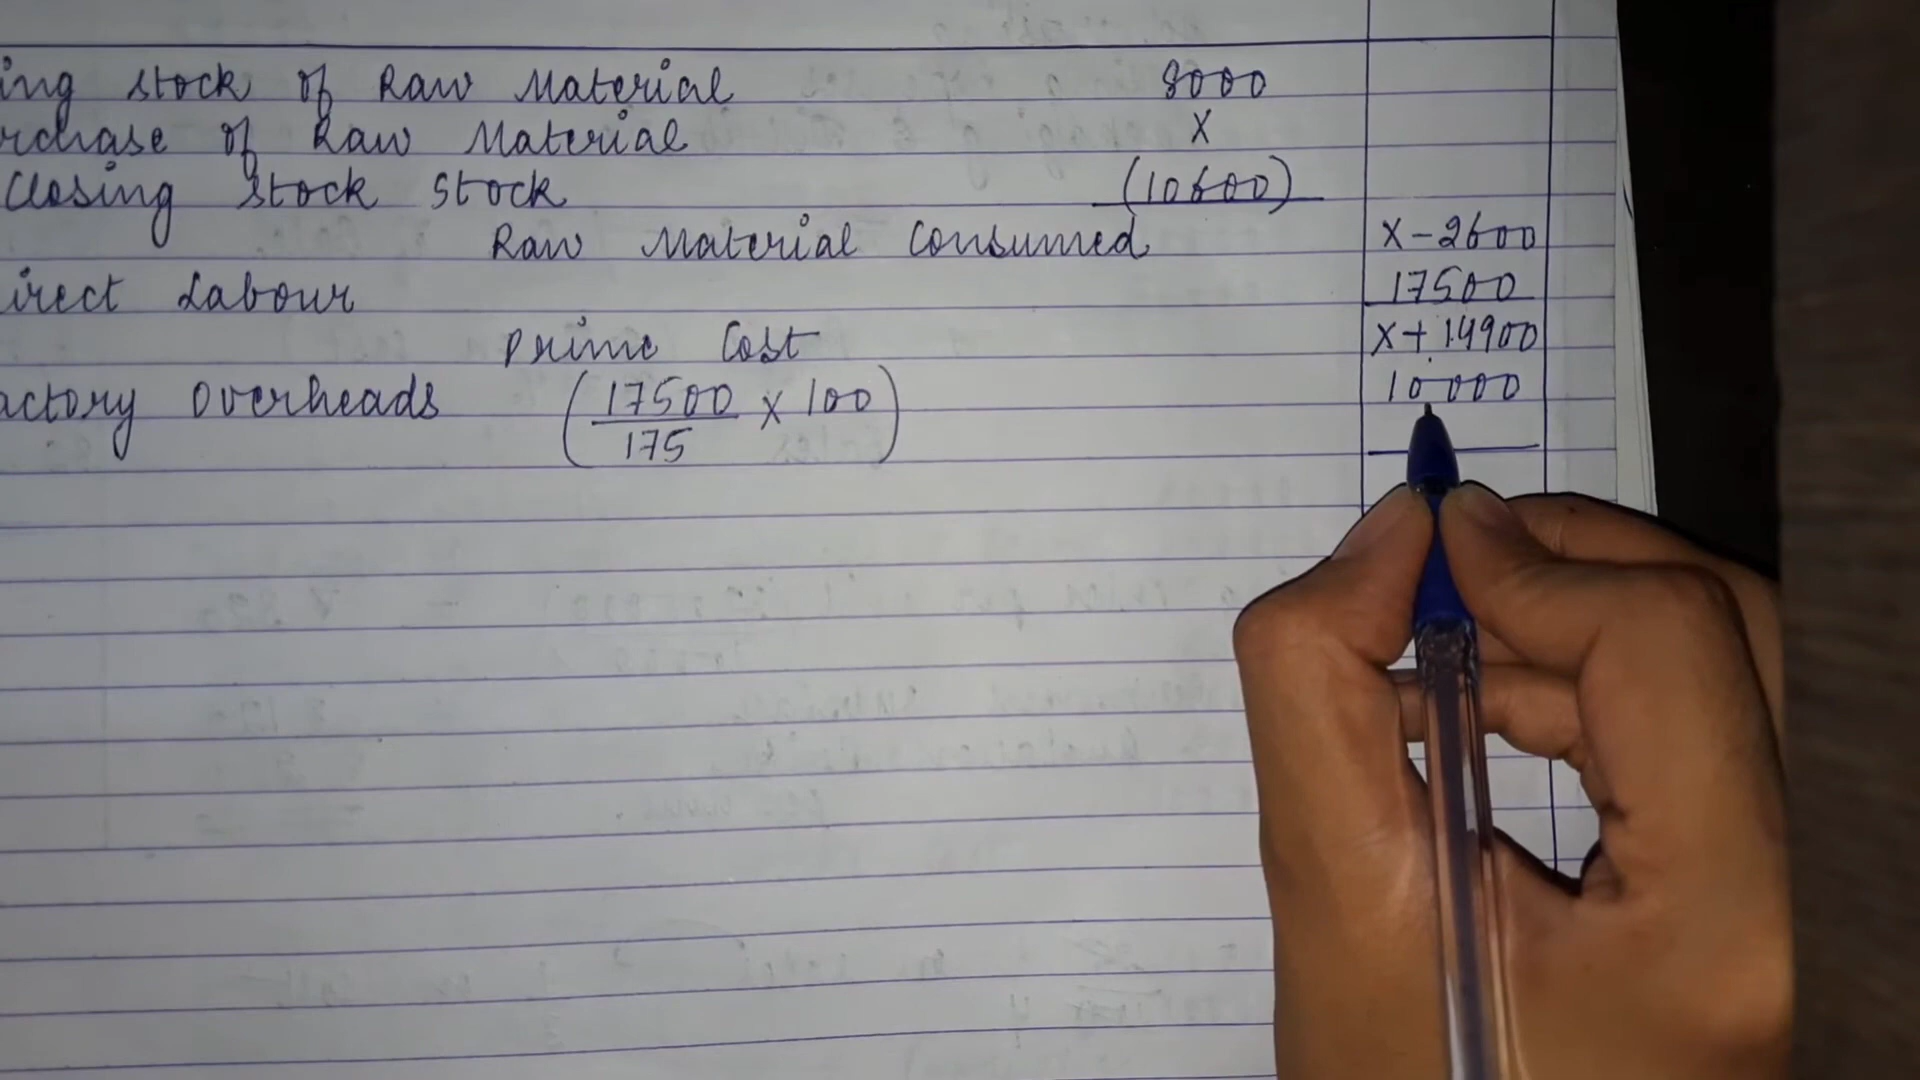 ing stock of Raw Material 8000
rchase of Raw Material X
Closing stock stock (10600)
Raw Material Consumed X-2600
irect Labour 17500
Prime Cost X+14900
actory Overheads (17500/175 X 100) 10000